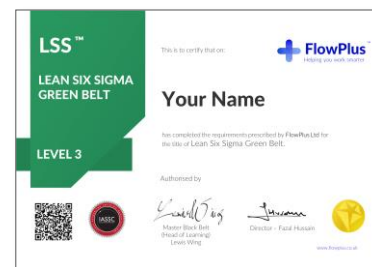 LSS™
LEAN SIX SIGMA
GREEN BELT
LEVEL 3
This is to certify that on:
FlowPlus
Helping you work smarter
Your Name
has completed the requirements prescribed by FlowPlus Ltd for
the title of Lean Six Sigma Green Belt.
Authorised by
IASSC
Master Black Belt
(Head of Learning)
Lewis Wing
Director - Fazal Hussain
www.flowplus.co.uk